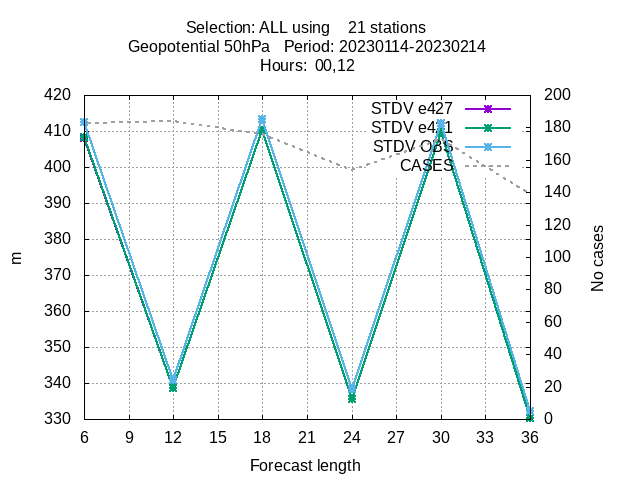 Selection: ALL using 21 stations
Geopotential 50hPa Period: 20230114-20230214
Hours: 00,12
STDV e427
STDV e4
STDV OBS
CASES
420
410
400
390
380
370
360
350
340
330
200
180
160
140
120
100
80
60
40
20
0
m
No cases
6 9 12 15 18 21 24 27 30 33 36
Forecast length